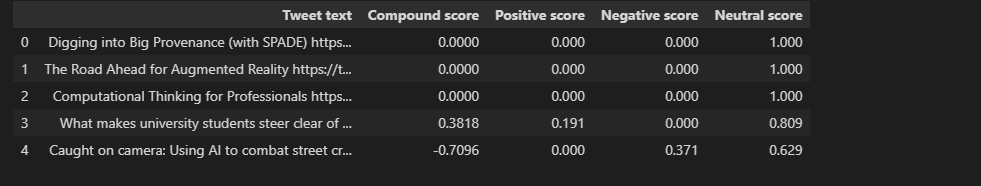 Tweet text Compound score Positive score Negative score Neutral score
0 Digging into Big Provenance (with SPADE) https... 0.0000 0.000 0.000 1.000
1 The Road Ahead for Augmented Reality https://t... 0.0000 0.000 0.000 1.000
2 Computational Thinking for Professionals https... 0.0000 0.000 0.000 1.000
3 What makes university students steer clear of ... 0.3818 0.191 0.000 0.809
4 Caught on camera: Using AI to combat street cr... -0.7096 0.000 0.371 0.629